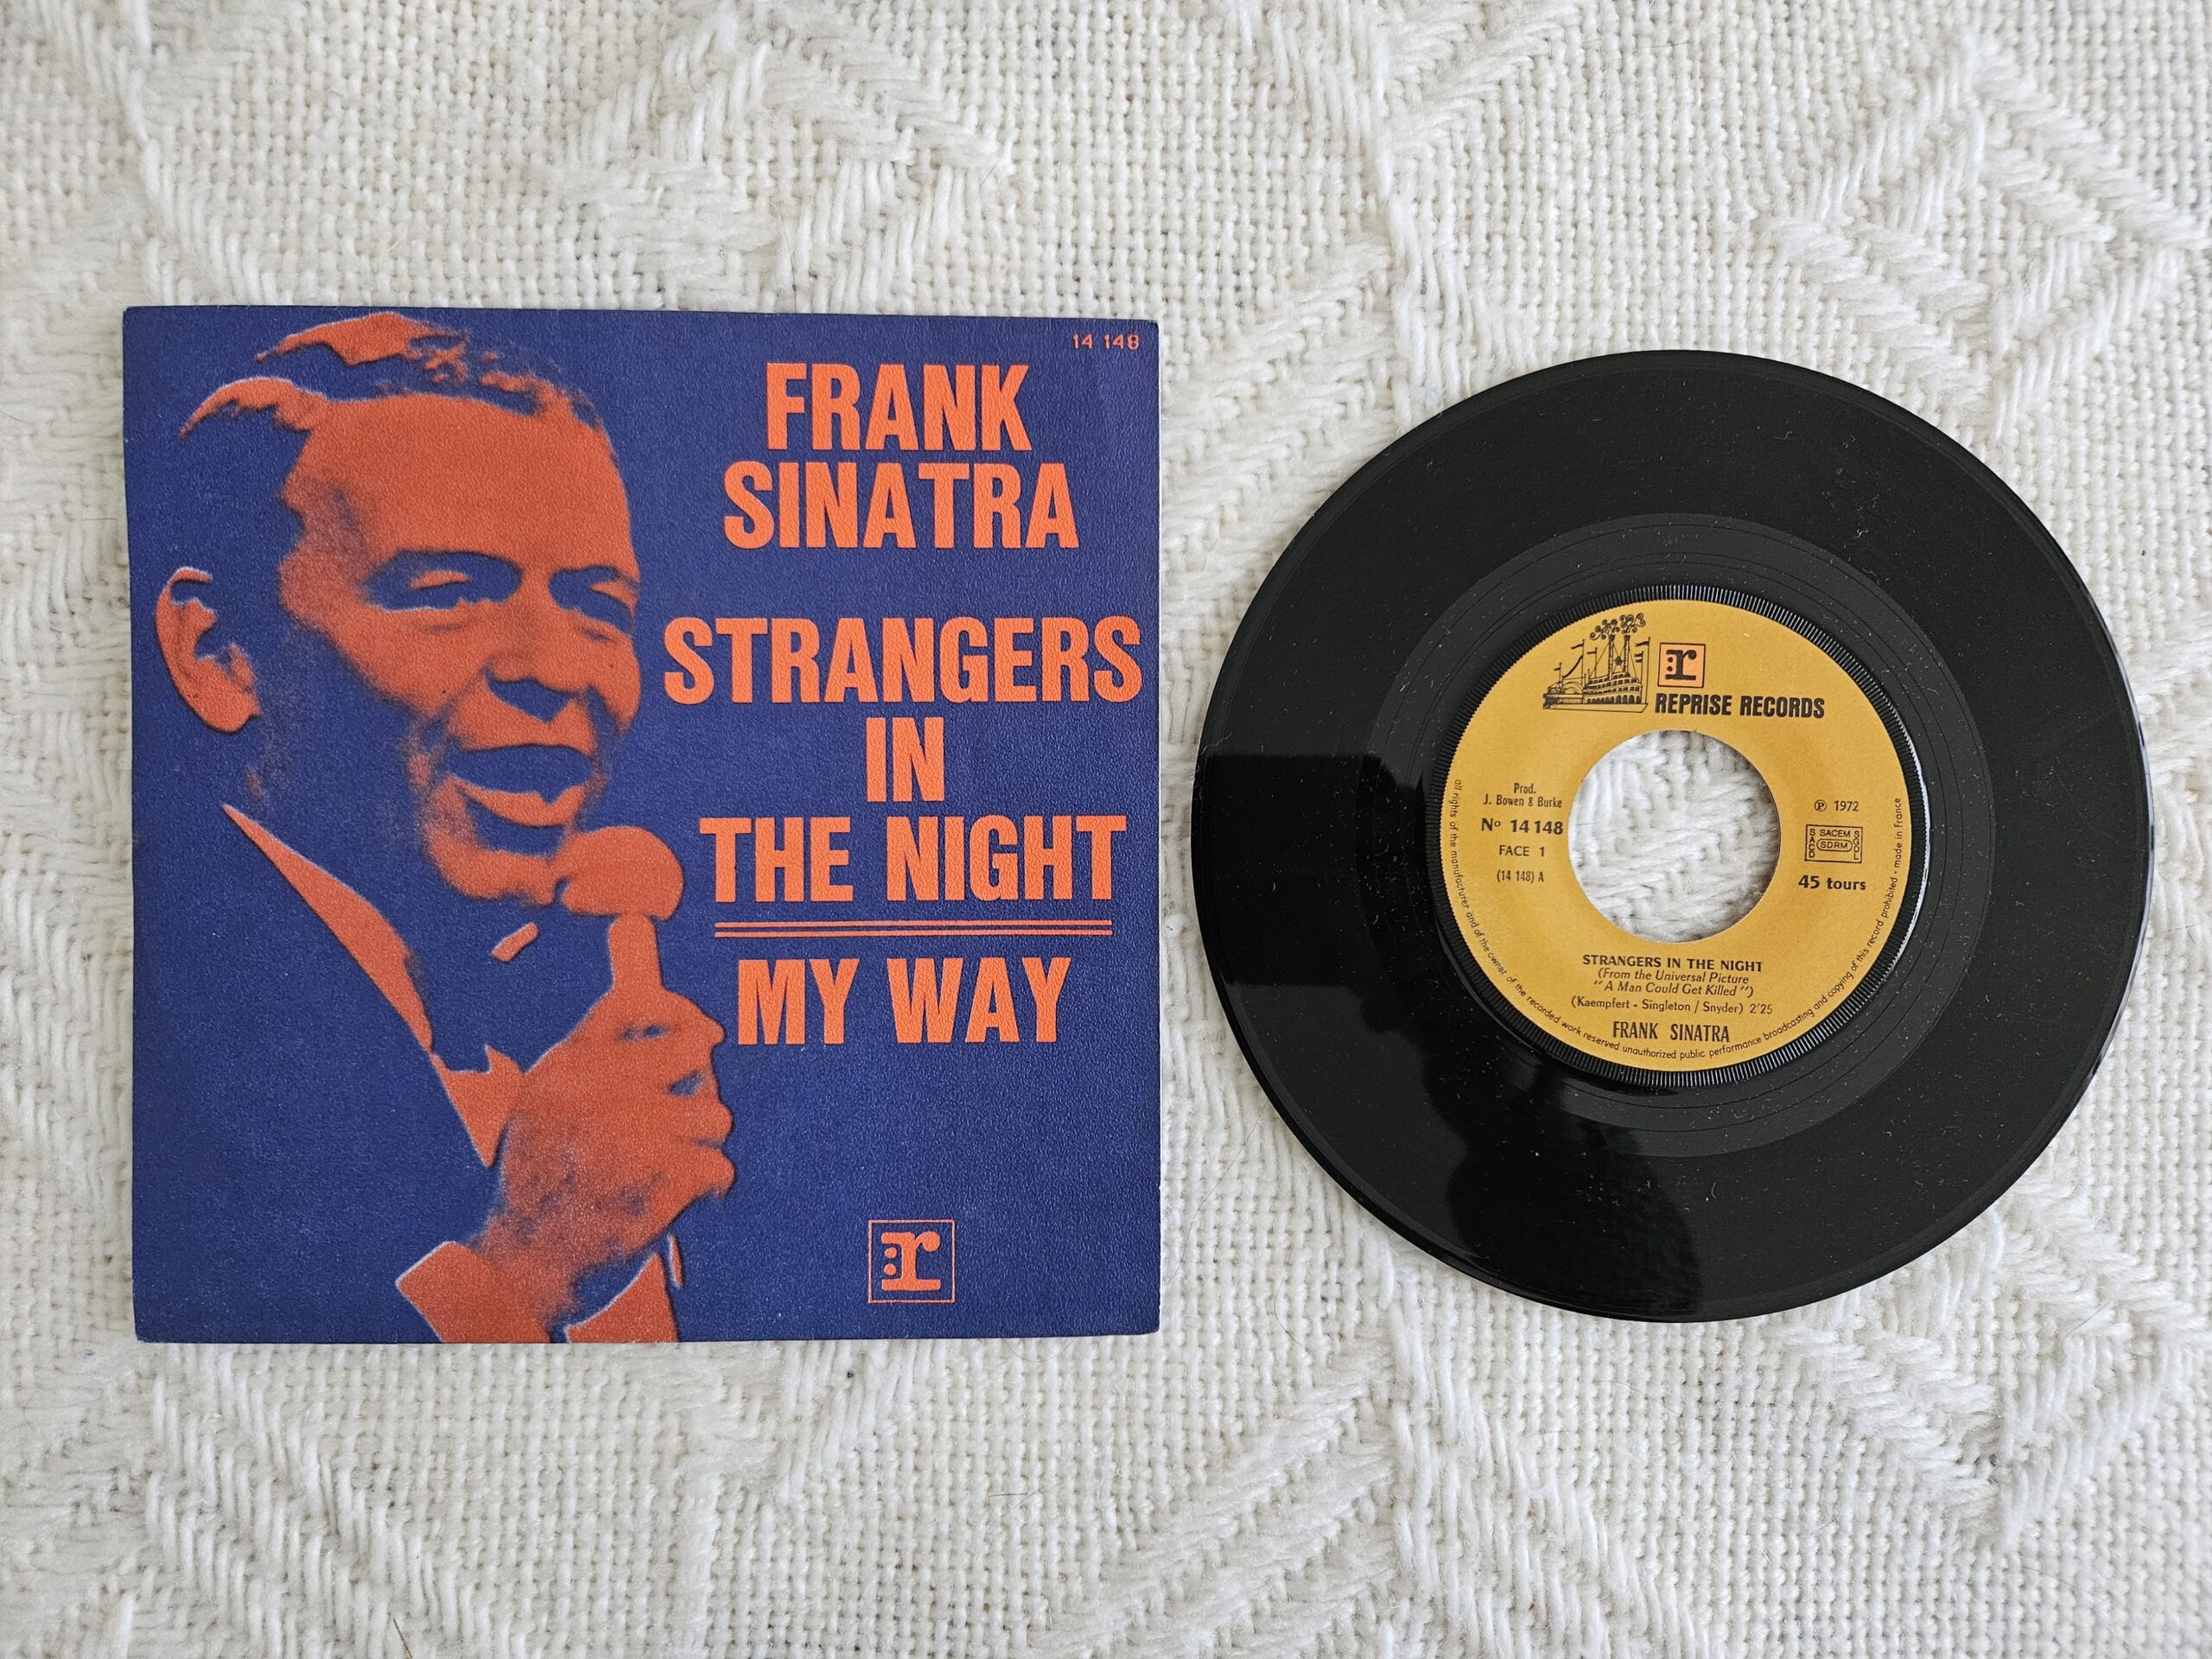 14 148
FRANK
SINATRA
STRANGERS
IN
THE NIGHT
MY WAY
r
r
REPRISE RECORDS
Prod.
J. Bowen & Burke
Nº 14 148
FACE 1
(14 148) A
℗ 1972
SACEM
SACD
SDRM
SGDL
45 tours
STRANGERS IN THE NIGHT
(From the Universal Picture
"A Man Could Get Killed")
(Kaempfert - Singleton / Snyder) 2'25
FRANK SINATRA
all rights of the manufacturer and of the owner of the recorded work reserved unauthorized public performance broadcasting and copying of this record prohibited - made in France